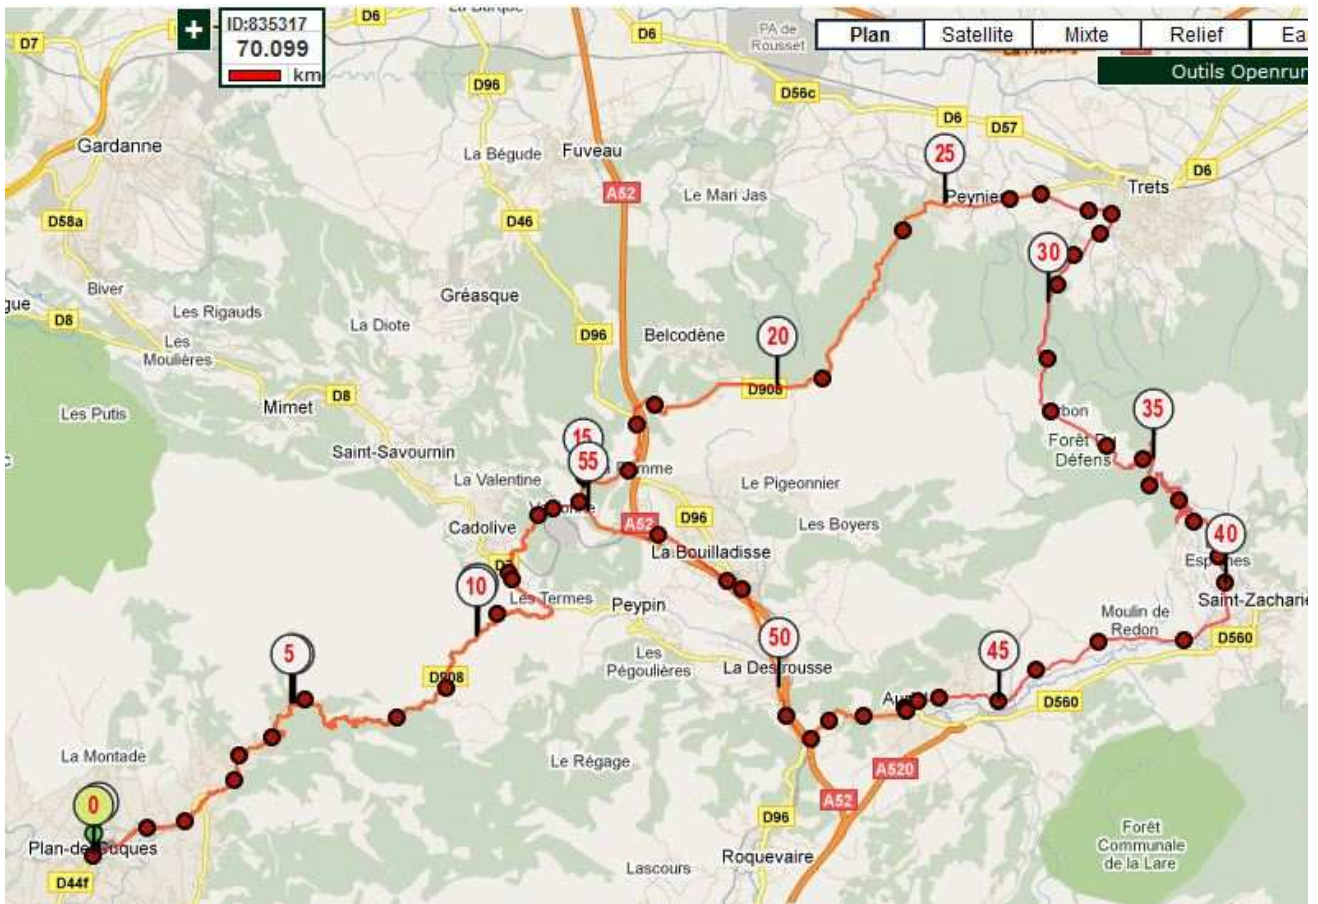 La Barque
D6
ID:835317
70.099
km
D7
D6
PA de
Rousset
Plan
Satellite
Mixte
Relief
Outils Openrun
D96
D56c
D6
D57
Gardanne
La Bégude
Fuveau
25
D6
Trets
A52
Le Mari Jas
D58a
D46
30
Biver
Gréasque
Les Rigauds
D8
La Diote
D96
Belcodène
20
Les
Moulières
D908
D8
Les Putis
Mimet
35
Forêt Du
Défens
15
55
Saint-Savournin
La Valentine
Le Pigeonnier
Cadolive
A52
D96
Les Boyers
40
La Bouilladisse
10
Les Termes
Peypin
Saint-Zacharie
Moulin de
Redon
D560
5
50
45
Les
Pégoulières
La Destrousse
D908
D560
La Montade
Le Régage
A520
0
A52
D96
Plan-de-Cuques
Forêt
Communale
de la Lare
Roquevaire
Lascours
D44f